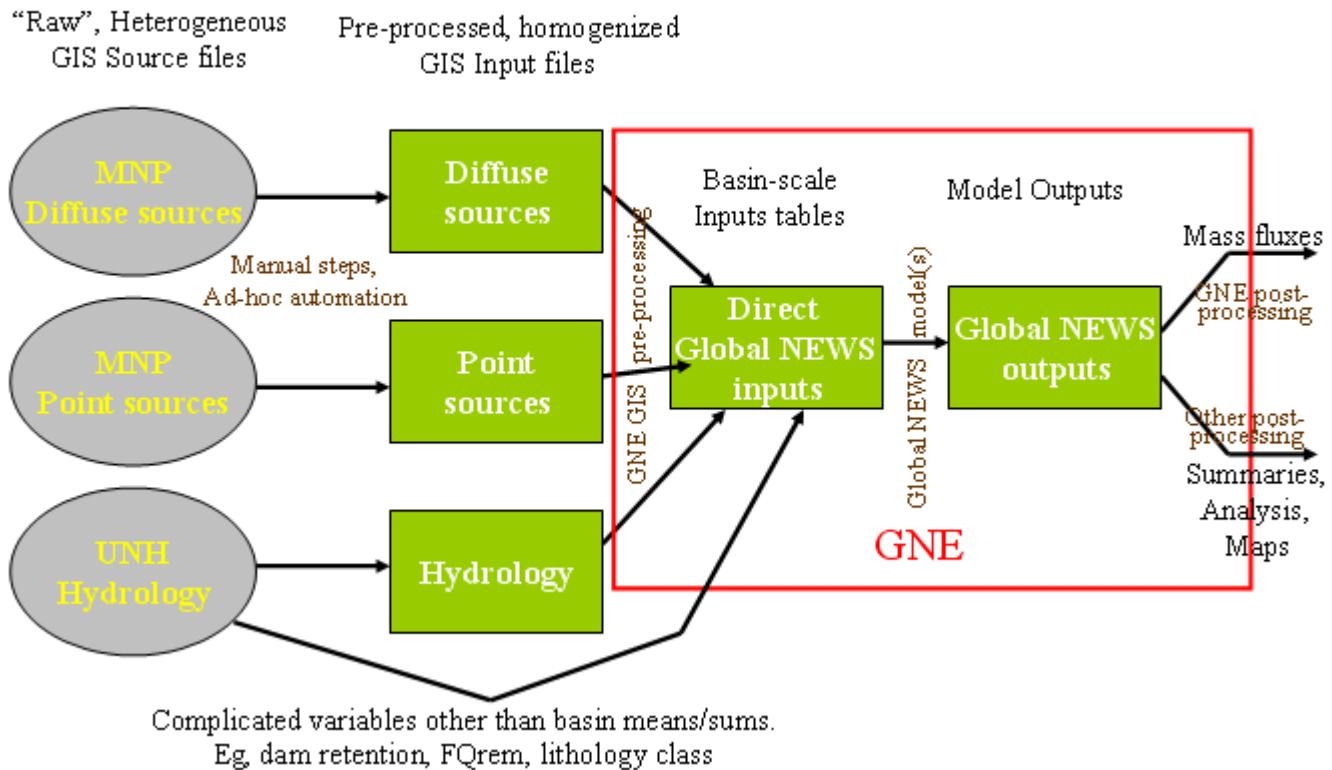 “Raw”, Heterogeneous
GIS Source files
Pre-processed, homogenized
GIS Input files
MNP
Diffuse sources
Diffuse
sources
Basin-scale
Inputs tables
Model Outputs
Mass fluxes
GNE post-
processing
Manual steps,
Ad-hoc automation
GNE GIS pre-processing
Direct
Global NEWS
inputs
Global NEWS model(s)
Global NEWS
outputs
MNP
Point sources
Point
sources
Other post-
processing
Summaries,
Analysis,
Maps
GNE
UNH
Hydrology
Hydrology
Complicated variables other than basin means/sums.
Eg, dam retention, FQrem, lithology class